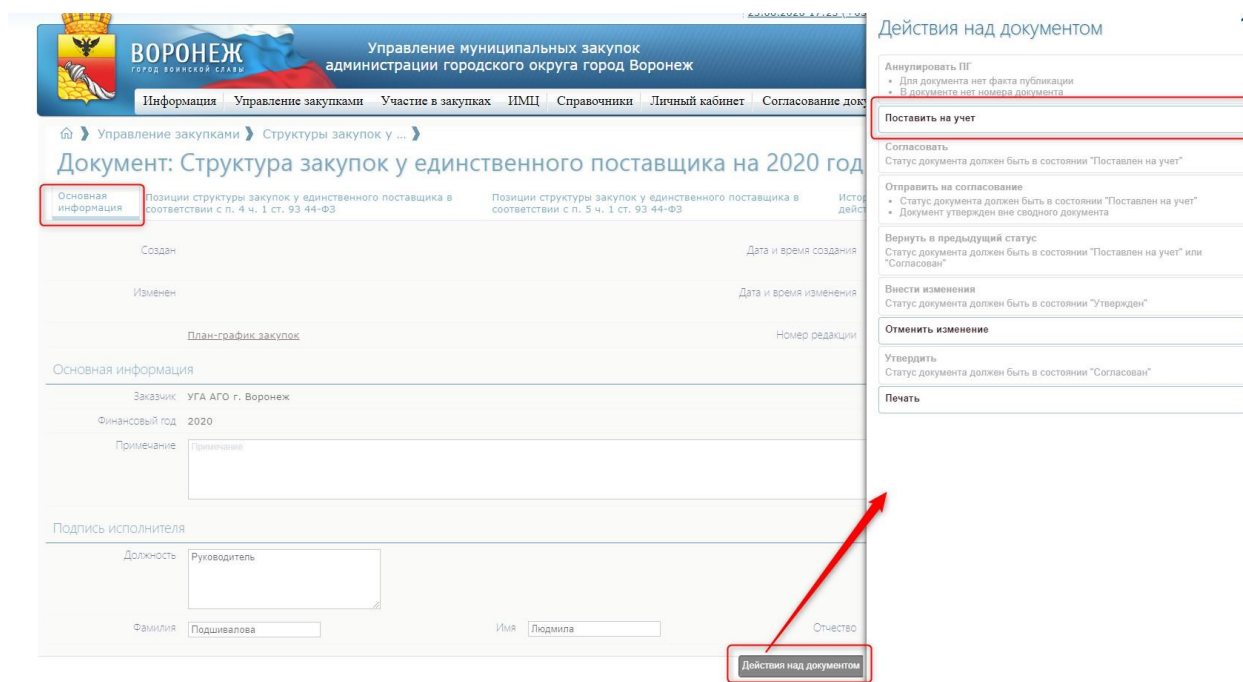 Действия над документом
ВОРОНЕЖ
ГОРОД ВОИНСКОЙ СЛАВЫ
Управление муниципальных закупок
администрации городского округа город Воронеж
Информация Управление закупками Участие в закупках ИМЦ Справочники Личный кабинет Согласование док
Управление закупками Структуры закупок у ...
Документ: Структура закупок у единственного поставщика на 2020 год
Основная
информация
Позиции структуры закупок у единственного поставщика в
соответствии с п. 4 ч. 1 ст. 93 44-ФЗ
Позиции структуры закупок у единственного поставщика в
соответствии с п. 5 ч. 1 ст. 93 44-ФЗ
Истор
дейст
Создан
Дата и время создания
Изменен
Дата и время изменения
План-график закупок
Номер редакции
Основная информация
Заказчик УГА АГО г. Воронеж
Финансовый год 2020
Примечание Примечание
Подпись исполнителя
Должность Руководитель
Фамилия Подшивалова
Имя Людмила
Отчество
Действия над документом
Аннулировать ПГ
• Для документа нет факта публикации
• В документе нет номера документа
Поставить на учет
Согласовать
Статус документа должен быть в состоянии "Поставлен на учет"
Отправить на согласование
• Статус документа должен быть в состоянии "Поставлен на учет"
• Документ утвержден вне сводного документа
Вернуть в предыдущий статус
Статус документа должен быть в состоянии "Поставлен на учет" или
"Согласован"
Внести изменения
Статус документа должен быть в состоянии "Утвержден"
Отменить изменение
Утвердить
Статус документа должен быть в состоянии "Согласован"
Печать